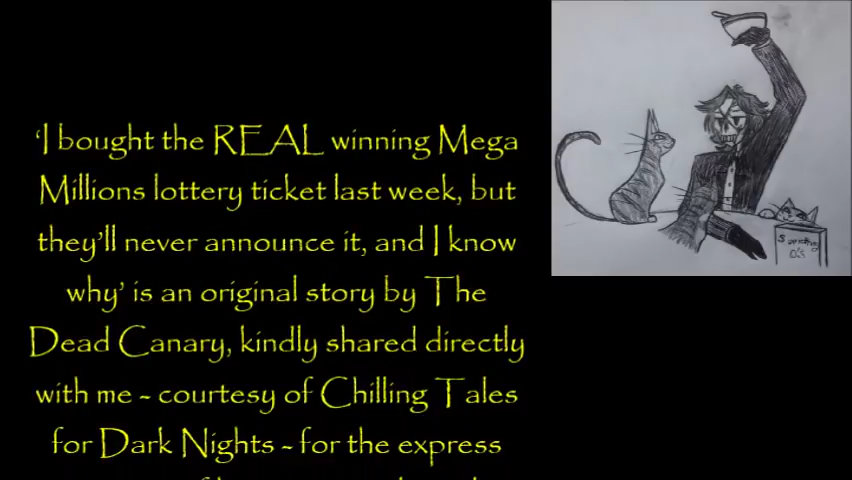 ‘I bought the REAL winning Mega
Millions lottery ticket last week, but
they’ll never announce it, and I know
why’ is an original story by The
Dead Canary, kindly shared directly
with me - courtesy of Chilling Tales
for Dark Nights - for the express
O's